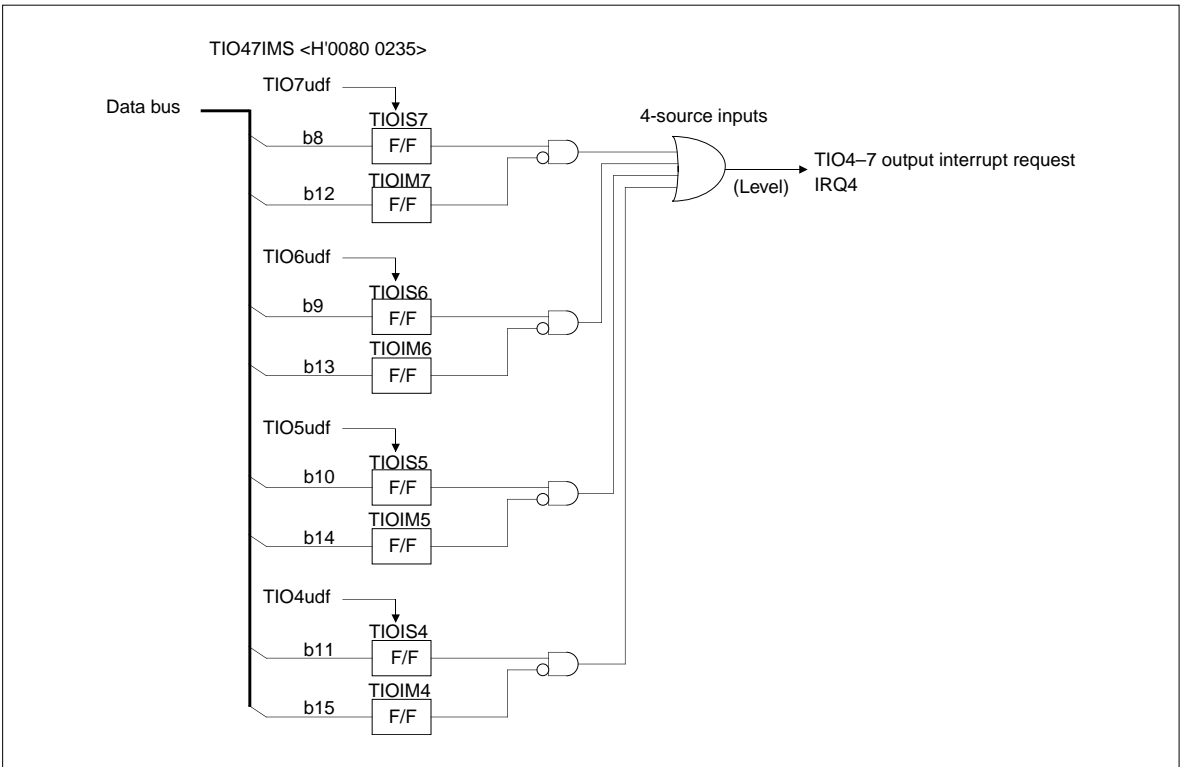 TIO47IMS <H'0080 0235>
TIO7udf
Data bus
TIOIS7
4-source inputs
b8
F/F
TIO4–7 output interrupt request
(Level)
IRQ4
TIOIM7
b12
F/F
TIO6udf
TIOIS6
b9
F/F
TIOIM6
b13
F/F
TIO5udf
TIOIS5
b10
F/F
TIOIM5
b14
F/F
TIO4udf
TIOIS4
b11
F/F
TIOIM4
b15
F/F